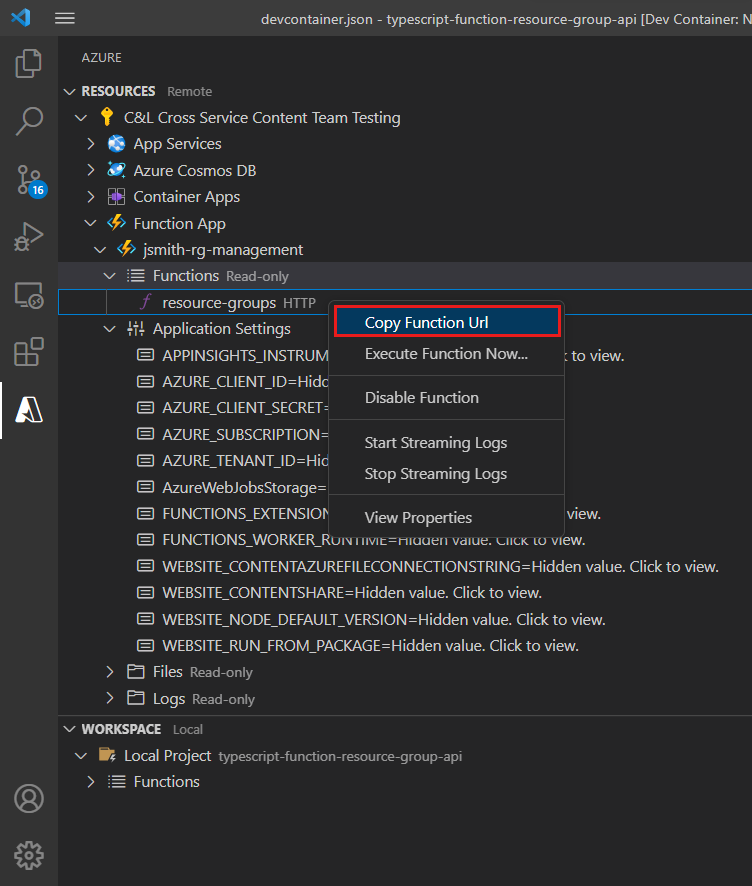 devcontainer.json - typescript-function-resource-group-api [Dev Container: N
AZURE
RESOURCES Remote
C&L Cross Service Content Team Testing
App Services
Azure Cosmos DB
Container Apps
16
Function App
jsmith-rg-management
Functions Read-only
resource-groups HTTP
Copy Function Url
Execute Function Now...
Disable Function
Start Streaming Logs
Stop Streaming Logs
View Properties
Application Settings
APPINSIGHTS_INSTRUM to view.
AZURE_CLIENT_ID=Hidd
AZURE_CLIENT_SECRET=
AZURE_SUBSCRIPTION=
AZURE_TENANT_ID=Hid
AzureWebJobsStorage=
FUNCTIONS_EXTENSION view.
FUNCTIONS_WORKER_RUNTIME=Hidden value. Click to view.
WEBSITE_CONTENTAZUREFILECONNECTIONSTRING=Hidden value. Click to view.
WEBSITE_CONTENTSHARE=Hidden value. Click to view.
WEBSITE_NODE_DEFAULT_VERSION=Hidden value. Click to view.
WEBSITE_RUN_FROM_PACKAGE=Hidden value. Click to view.
Files Read-only
Logs Read-only
WORKSPACE Local
Local Project typescript-function-resource-group-api
Functions